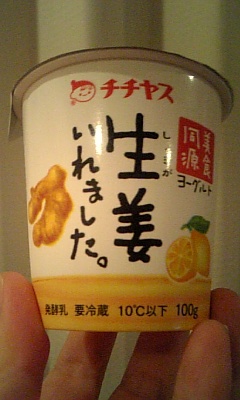 チチヤス
美食
同源
ヨーグルト
生姜
しょうが
いれました。
発酵乳 要冷蔵 10℃以下 100g